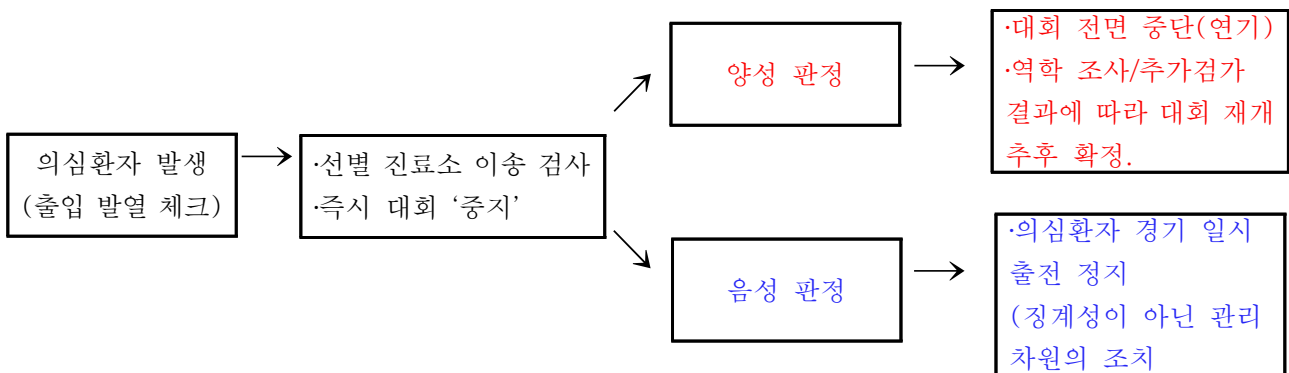 의심환자 발생
(출입 발열 체크)
·선별 진료소 이송 검사
·즉시 대회 ‘중지’
양성 판정
·대회 전면 중단(연기)
·역학 조사/추가검가
결과에 따라 대회 재개
추후 확정.
음성 판정
·의심환자 경기 일시
출전 정지
(징계성이 아닌 관리
차원의 조치